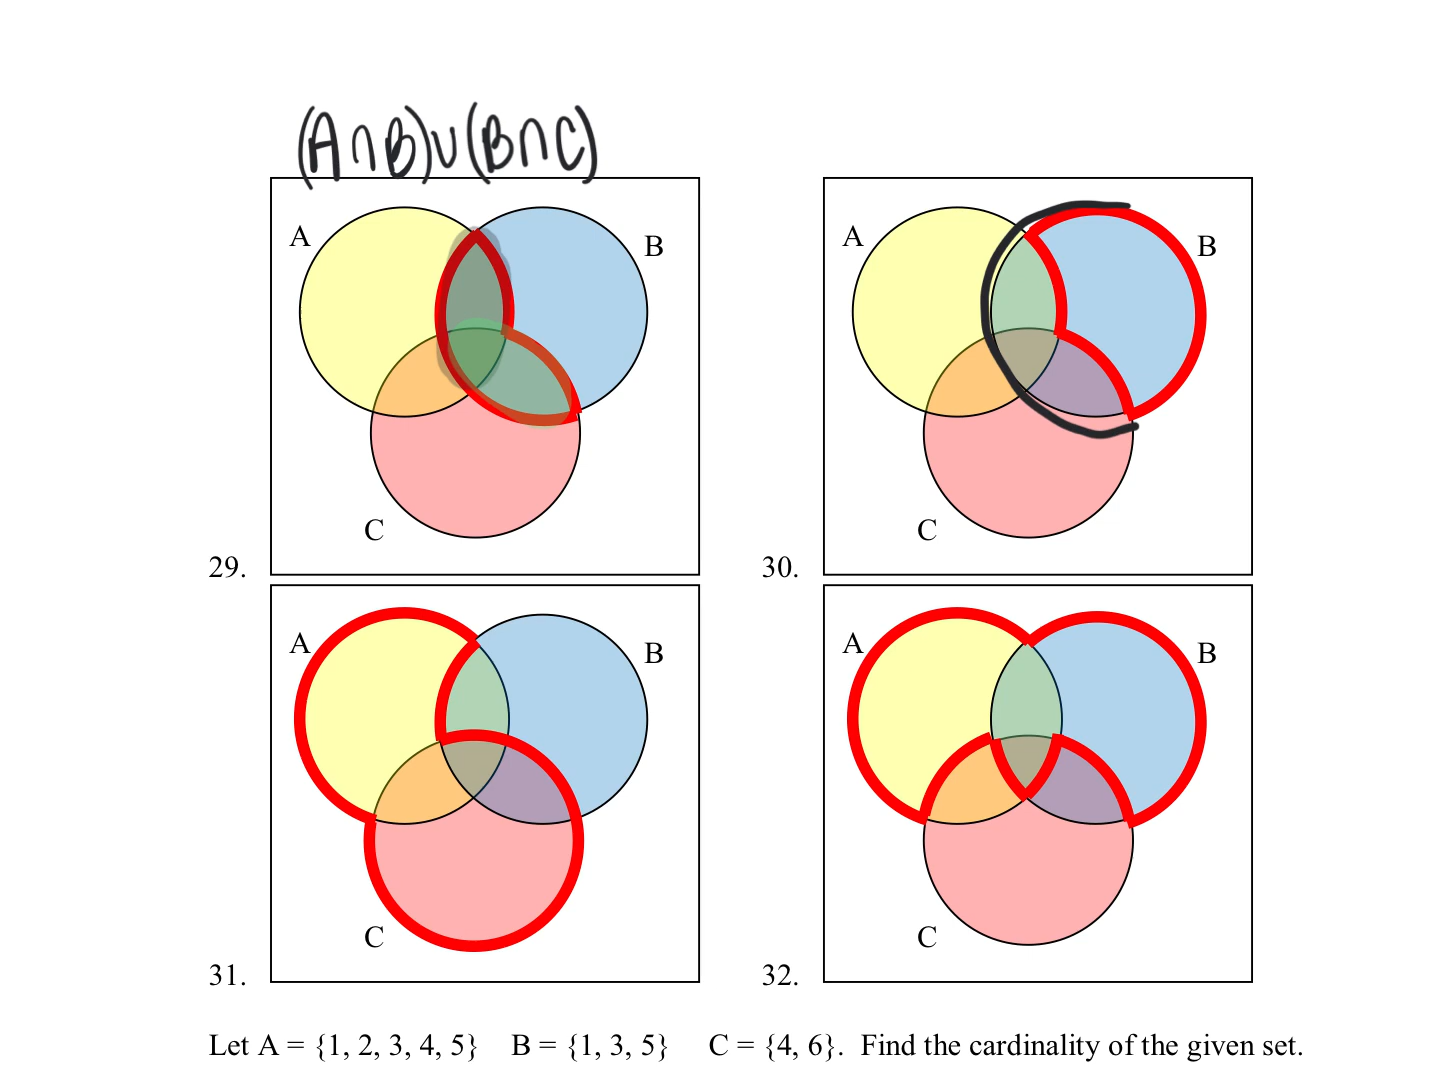 (A∩B)∪(B∩C)
A B A B
C C
29. 30.
A B A B
C C
31. 32.
Let A = {1, 2, 3, 4, 5} B = {1, 3, 5} C = {4, 6}. Find the cardinality of the given set.